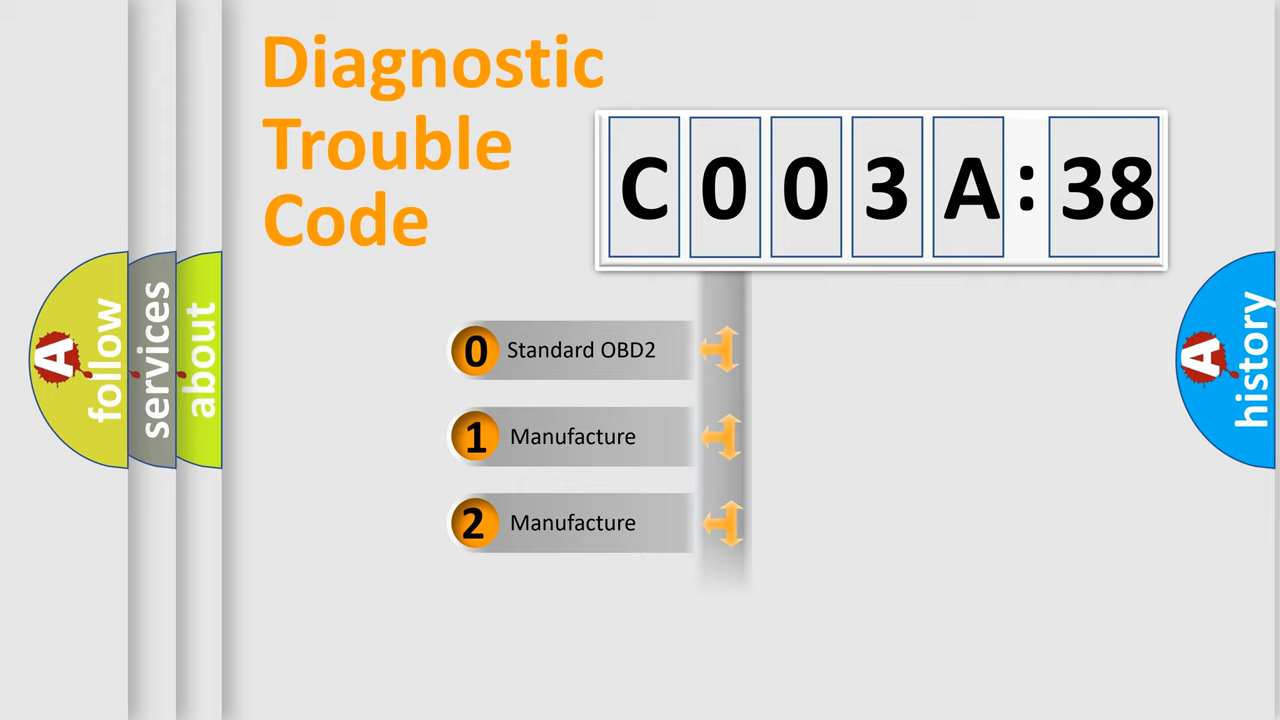 Diagnostic
Trouble
Code
C 0 0 3 A : 38
0 Standard OBD2
1 Manufacture
2 Manufacture
A follow
services
about
A history